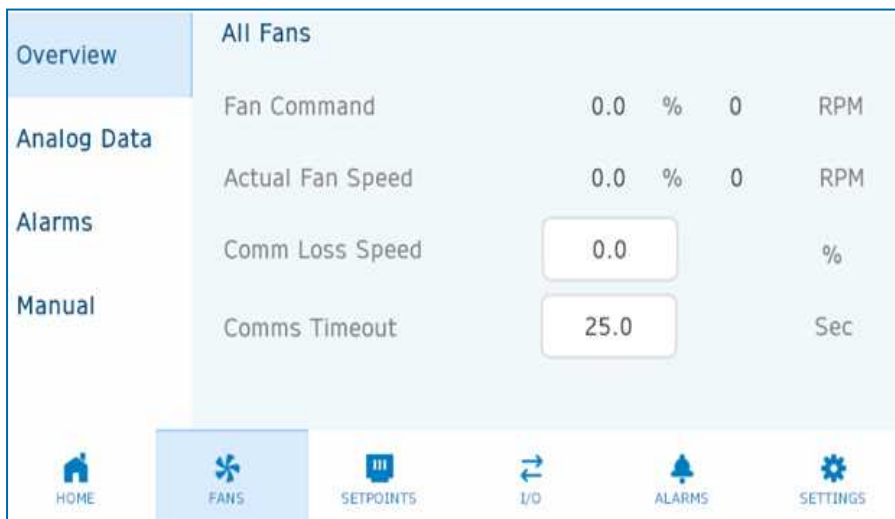 Overview
Analog Data
Alarms
Manual
All Fans
Fan Command 0.0 % 0 RPM
Actual Fan Speed 0.0 % 0 RPM
Comm Loss Speed 0.0 %
Comms Timeout 25.0 Sec
HOME FANS SETPOINTS I/O ALARMS SETTINGS